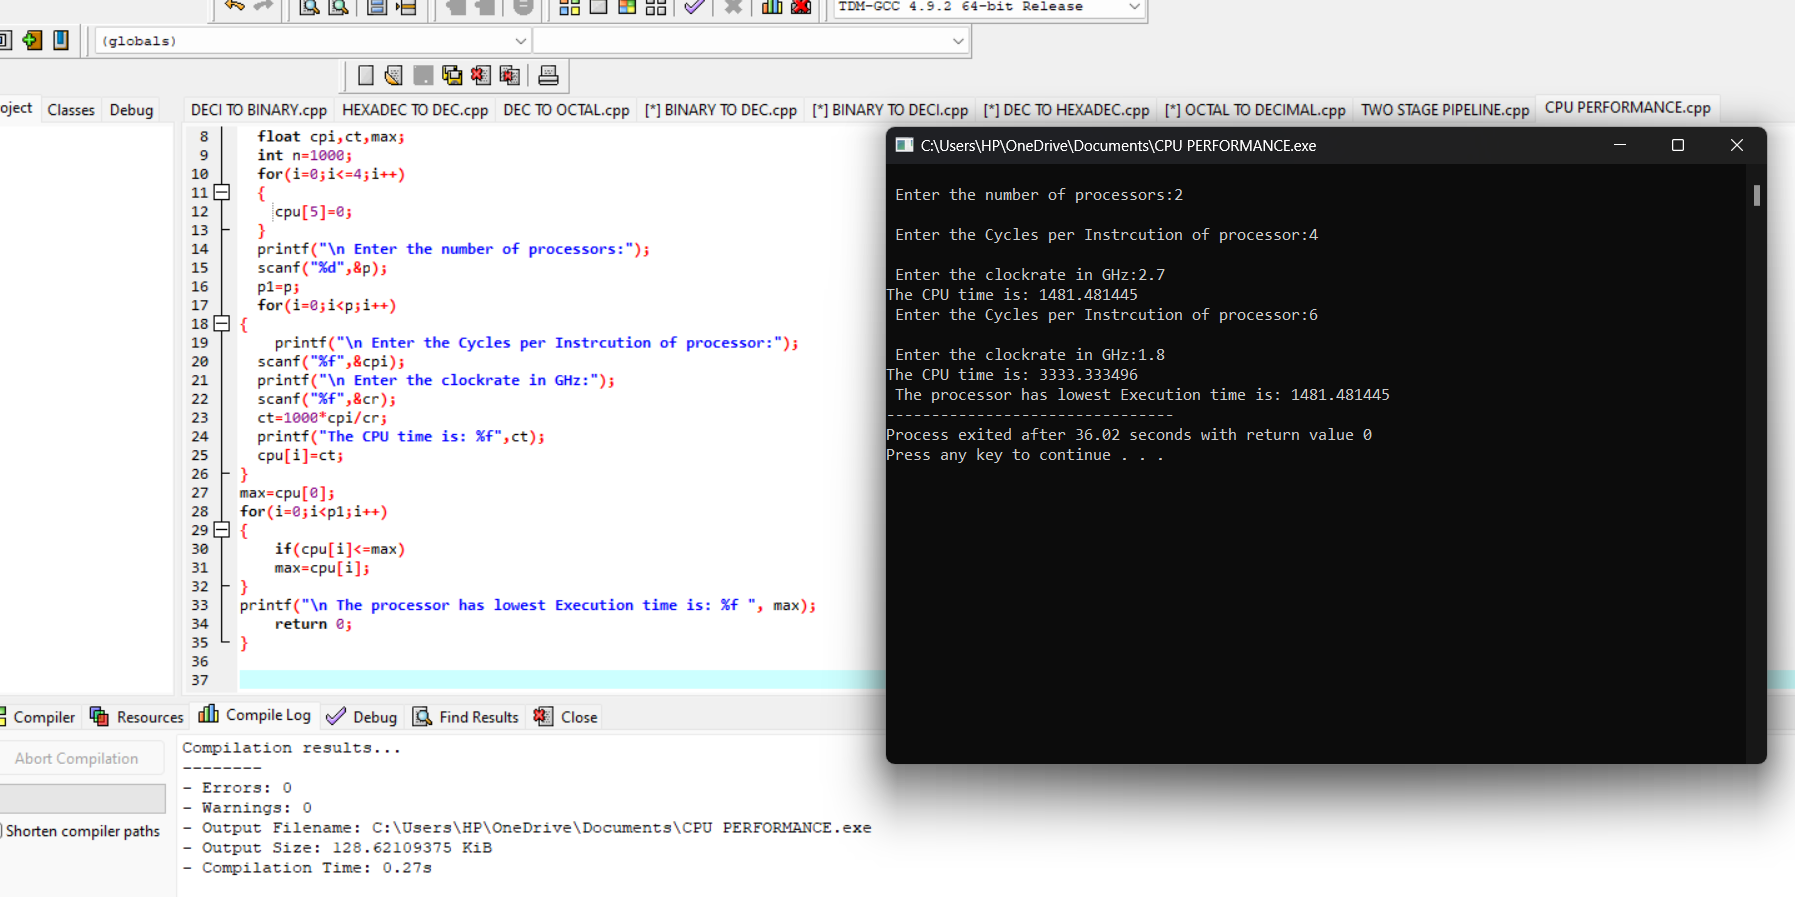 TDM-GCC 4.9.2 64-bit Release
(globals)
Classes Debug
DECI TO BINARY.cpp HEXADEC TO DEC.cpp DEC TO OCTAL.cpp [*] BINARY TO DEC.cpp [*] BINARY TO DECI.cpp [*] DEC TO HEXADEC.cpp [*] OCTAL TO DECIMAL.cpp TWO STAGE PIPELINE.cpp CPU PERFORMANCE.cpp
8 float cpi,ct,max;
9 int n=1000;
10 for(i=0;i<=4;i++)
11 {
12 cpu[5]=0;
13 }
14 printf("\n Enter the number of processors:");
15 scanf("%d",&p);
16 p1=p;
17 for(i=0;i<p;i++)
18 {
19 printf("\n Enter the Cycles per Instrcution of processor:");
20 scanf("%f",&cpi);
21 printf("\n Enter the clockrate in GHz:");
22 scanf("%f",&cr);
23 ct=1000*cpi/cr;
24 printf("The CPU time is: %f",ct);
25 cpu[i]=ct;
26 }
27 max=cpu[0];
28 for(i=0;i<p1;i++)
29 {
30 if(cpu[i]<=max)
31 max=cpu[i];
32 }
33 printf("\n The processor has lowest Execution time is: %f ", max);
34 return 0;
35 }
36
37
C:\Users\HP\OneDrive\Documents\CPU PERFORMANCE.exe
Enter the number of processors:2
Enter the Cycles per Instrcution of processor:4
Enter the clockrate in GHz:2.7
The CPU time is: 1481.481445
Enter the Cycles per Instrcution of processor:6
Enter the clockrate in GHz:1.8
The CPU time is: 3333.333496
The processor has lowest Execution time is: 1481.481445
--------------------------------
Process exited after 36.02 seconds with return value 0
Press any key to continue . . .
Compiler Resources Compile Log Debug Find Results Close
Abort Compilation
Shorten compiler paths
Compilation results...
--------
- Errors: 0
- Warnings: 0
- Output Filename: C:\Users\HP\OneDrive\Documents\CPU PERFORMANCE.exe
- Output Size: 128.62109375 KiB
- Compilation Time: 0.27s